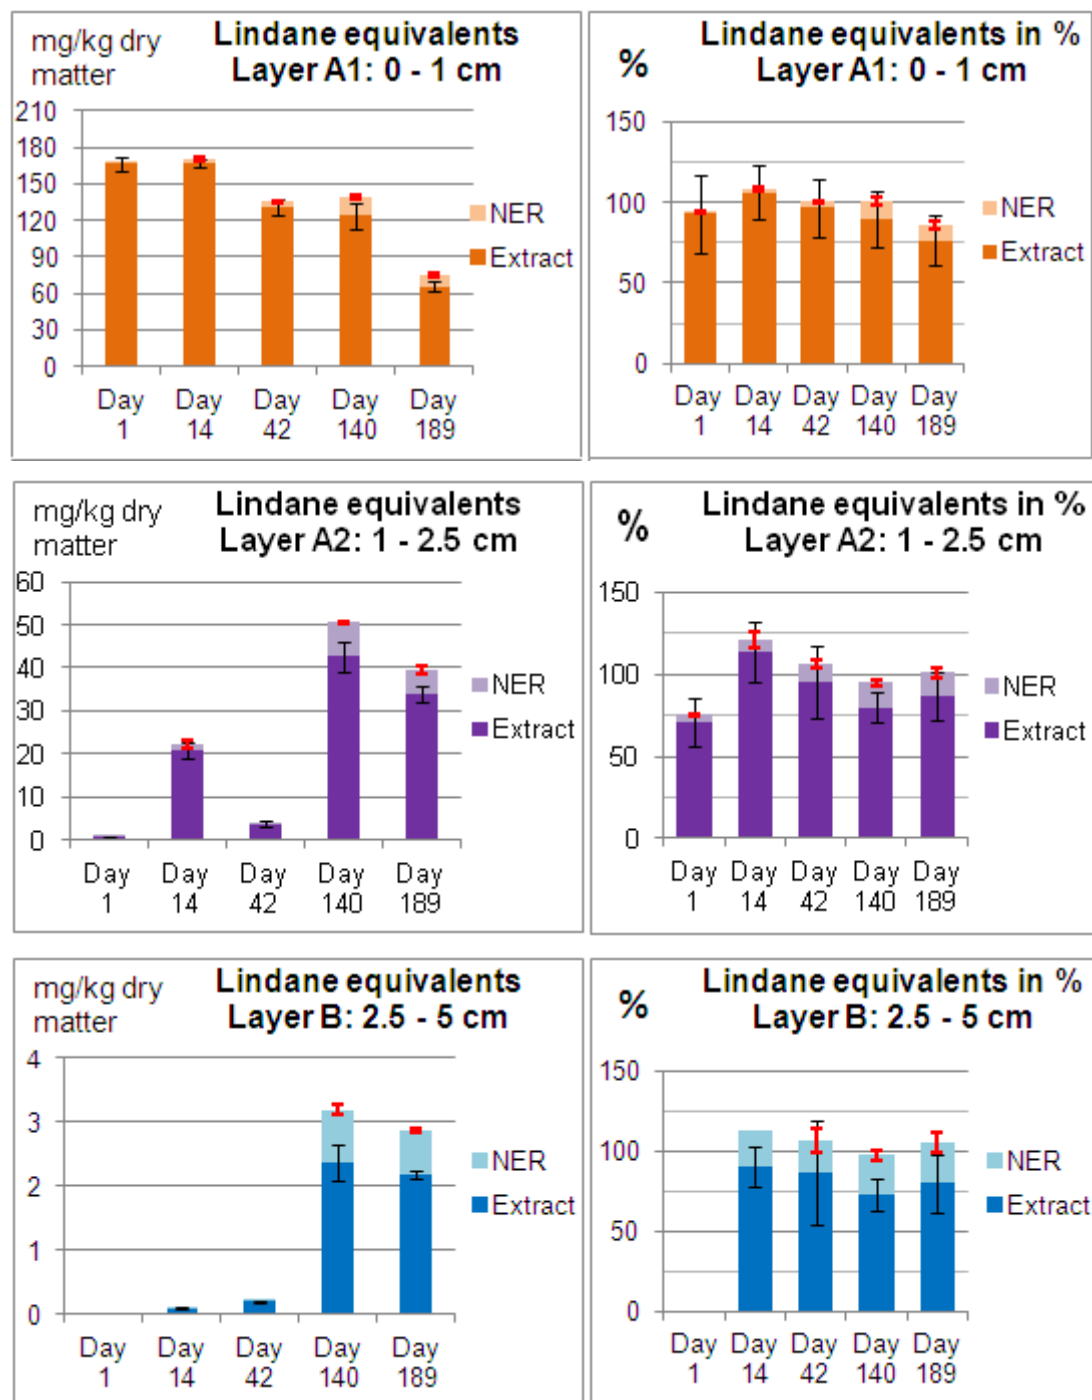 mg/kg dry
matter
Lindane equivalents
Layer A1: 0 - 1 cm
210
180
150
120
90
60
30
0
NER
Extract
Day Day Day Day Day
1 14 42 140 189
%
Lindane equivalents in %
Layer A1: 0 - 1 cm
150
100
50
0
NER
Extract
Day Day Day Day Day
1 14 42 140 189
mg/kg dry
matter
Lindane equivalents
Layer A2: 1 - 2.5 cm
60
50
40
30
20
10
0
NER
Extract
Day Day Day Day Day
1 14 42 140 189
%
Lindane equivalents in %
Layer A2: 1 - 2.5 cm
150
100
50
0
NER
Extract
Day Day Day Day Day
1 14 42 140 189
mg/kg dry
matter
Lindane equivalents
Layer B: 2.5 - 5 cm
4
3
2
1
0
NER
Extract
Day Day Day Day Day
1 14 42 140 189
%
Lindane equivalents in %
Layer B: 2.5 - 5 cm
150
100
50
0
NER
Extract
Day Day Day Day Day
1 14 42 140 189